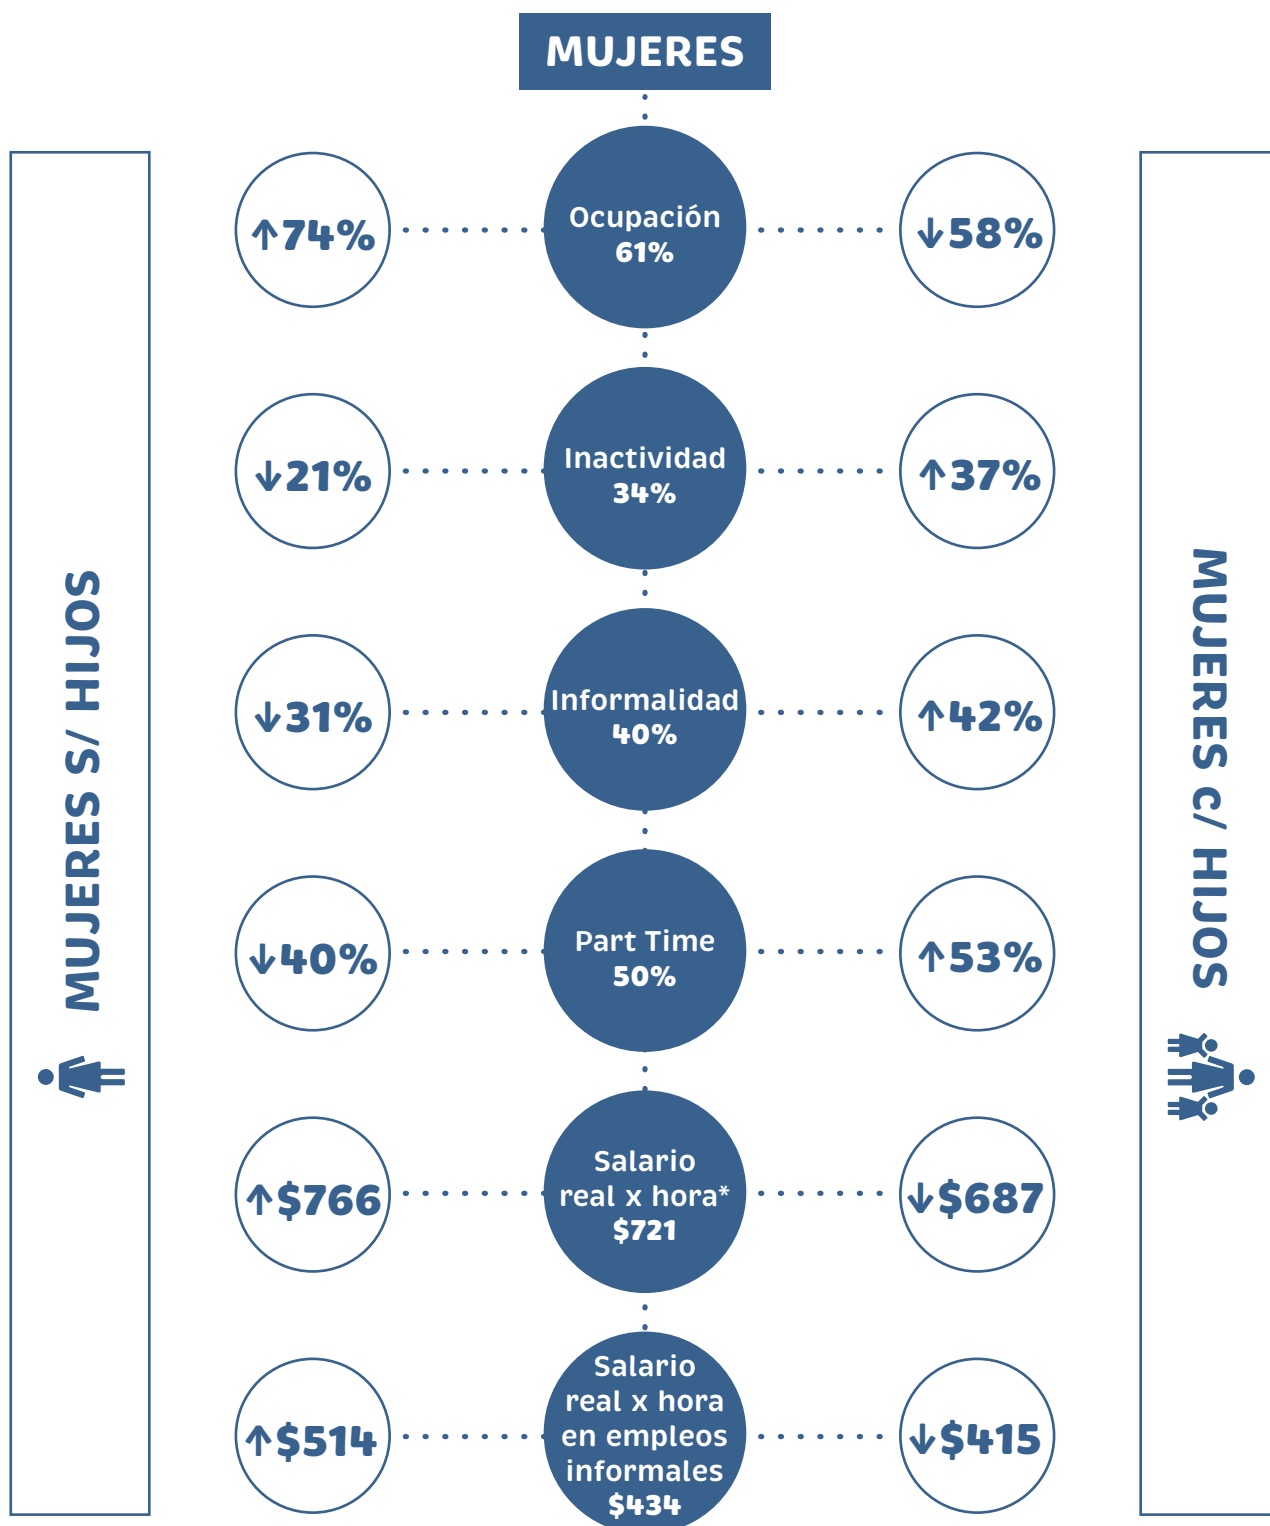 MUJERES
MUJERES S/ HIJOS
↑74%
Ocupación
61%
↓58%
↓21%
Inactividad
34%
↑37%
↓31%
Informalidad
40%
↑42%
↓40%
Part Time
50%
↑53%
↑$766
Salario
real x hora*
$721
↓$687
↑$514
Salario
real x hora
en empleos
informales
$434
↓$415
MUJERES c/ HIJOS